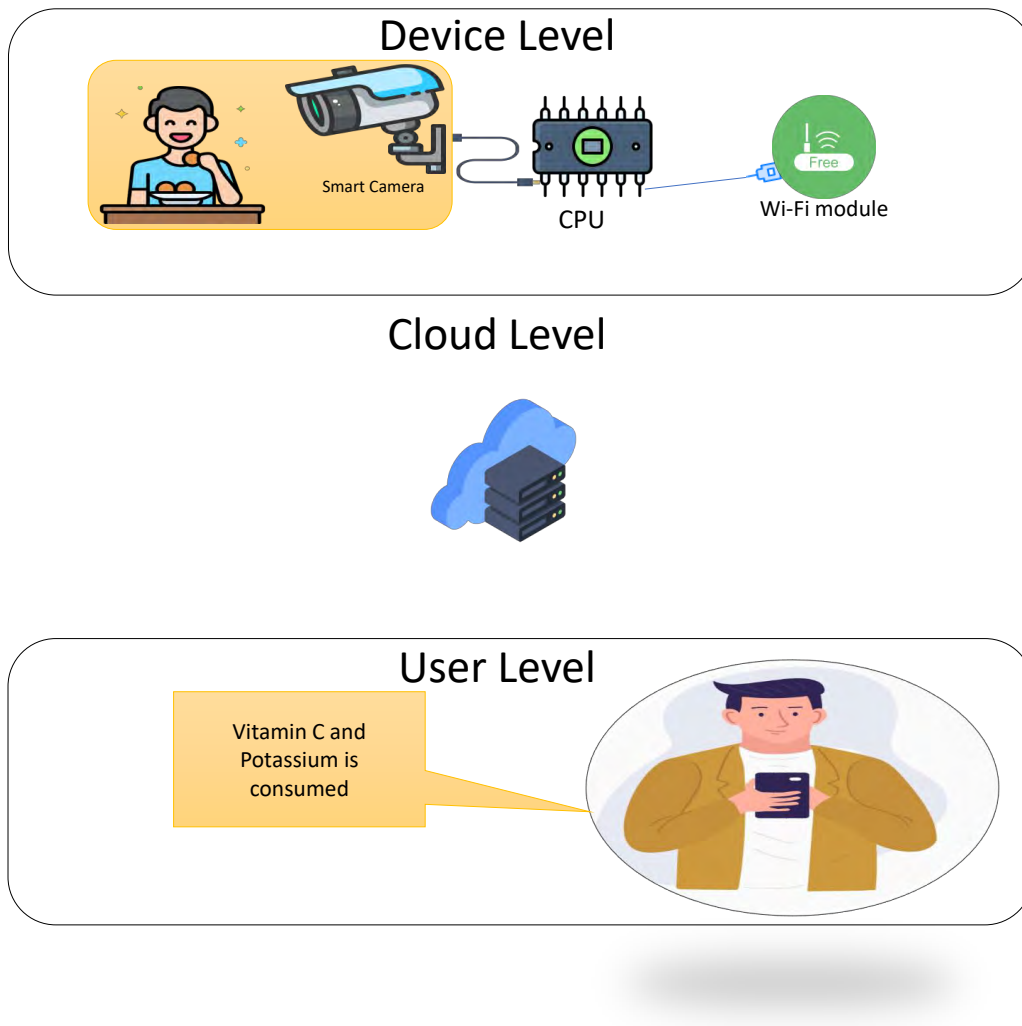 Device Level
Smart Camera
CPU
Free
Wi-Fi module
Cloud Level
User Level
Vitamin C and
Potassium is
consumed